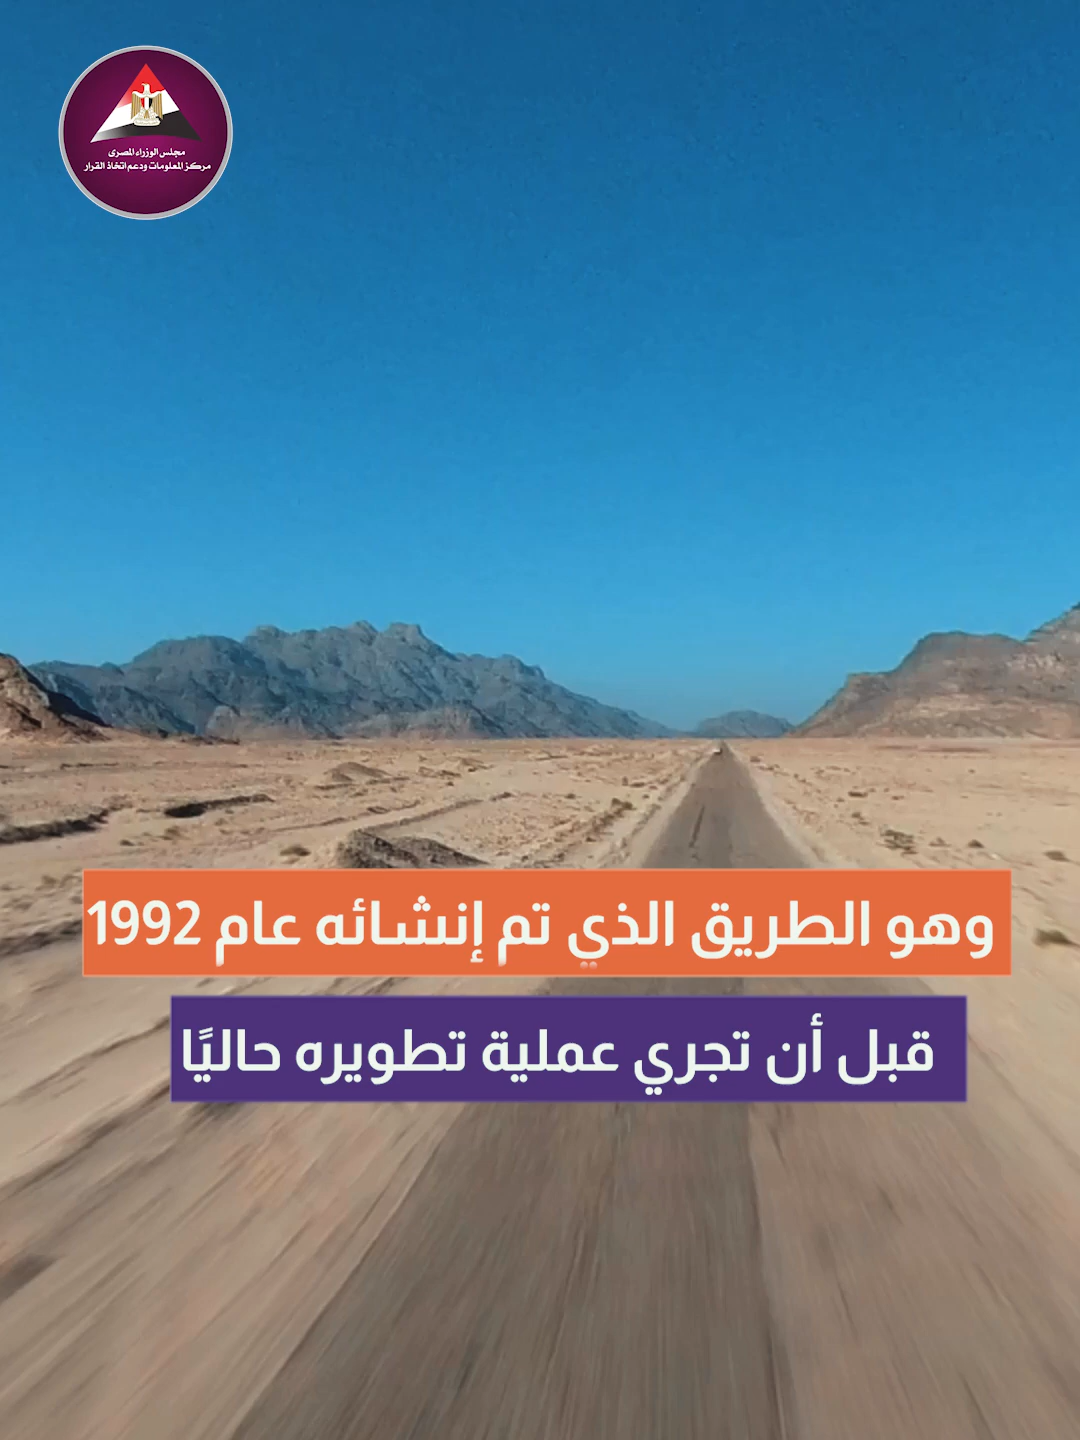 مجلس الوزراء المصرى
مركز المعلومات ودعم اتخاذ القرار
وهو الطريق الذي تم إنشائه عام 1992
قبل أن تجري عملية تطويره حاليًا